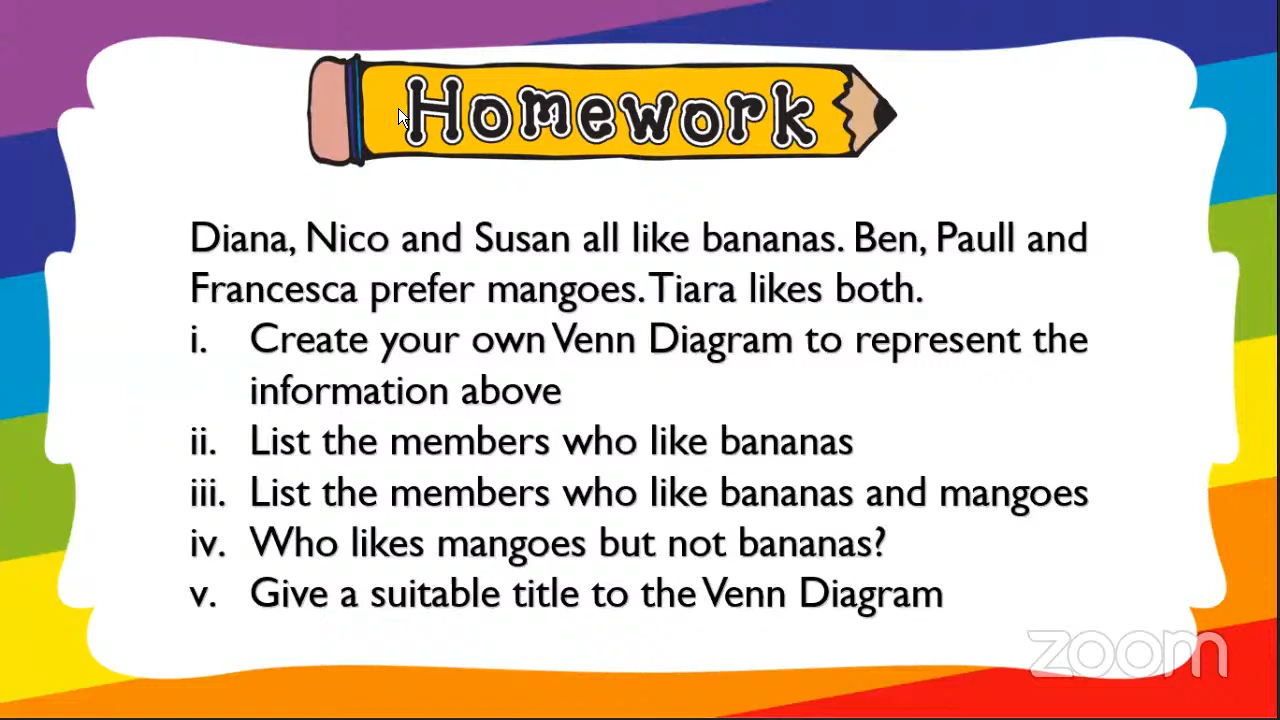 Homework
Diana, Nico and Susan all like bananas. Ben, Paull and
Francesca prefer mangoes. Tiara likes both.
i. Create your own Venn Diagram to represent the
information above
ii. List the members who like bananas
iii. List the members who like bananas and mangoes
iv. Who likes mangoes but not bananas?
v. Give a suitable title to the Venn Diagram
zoom